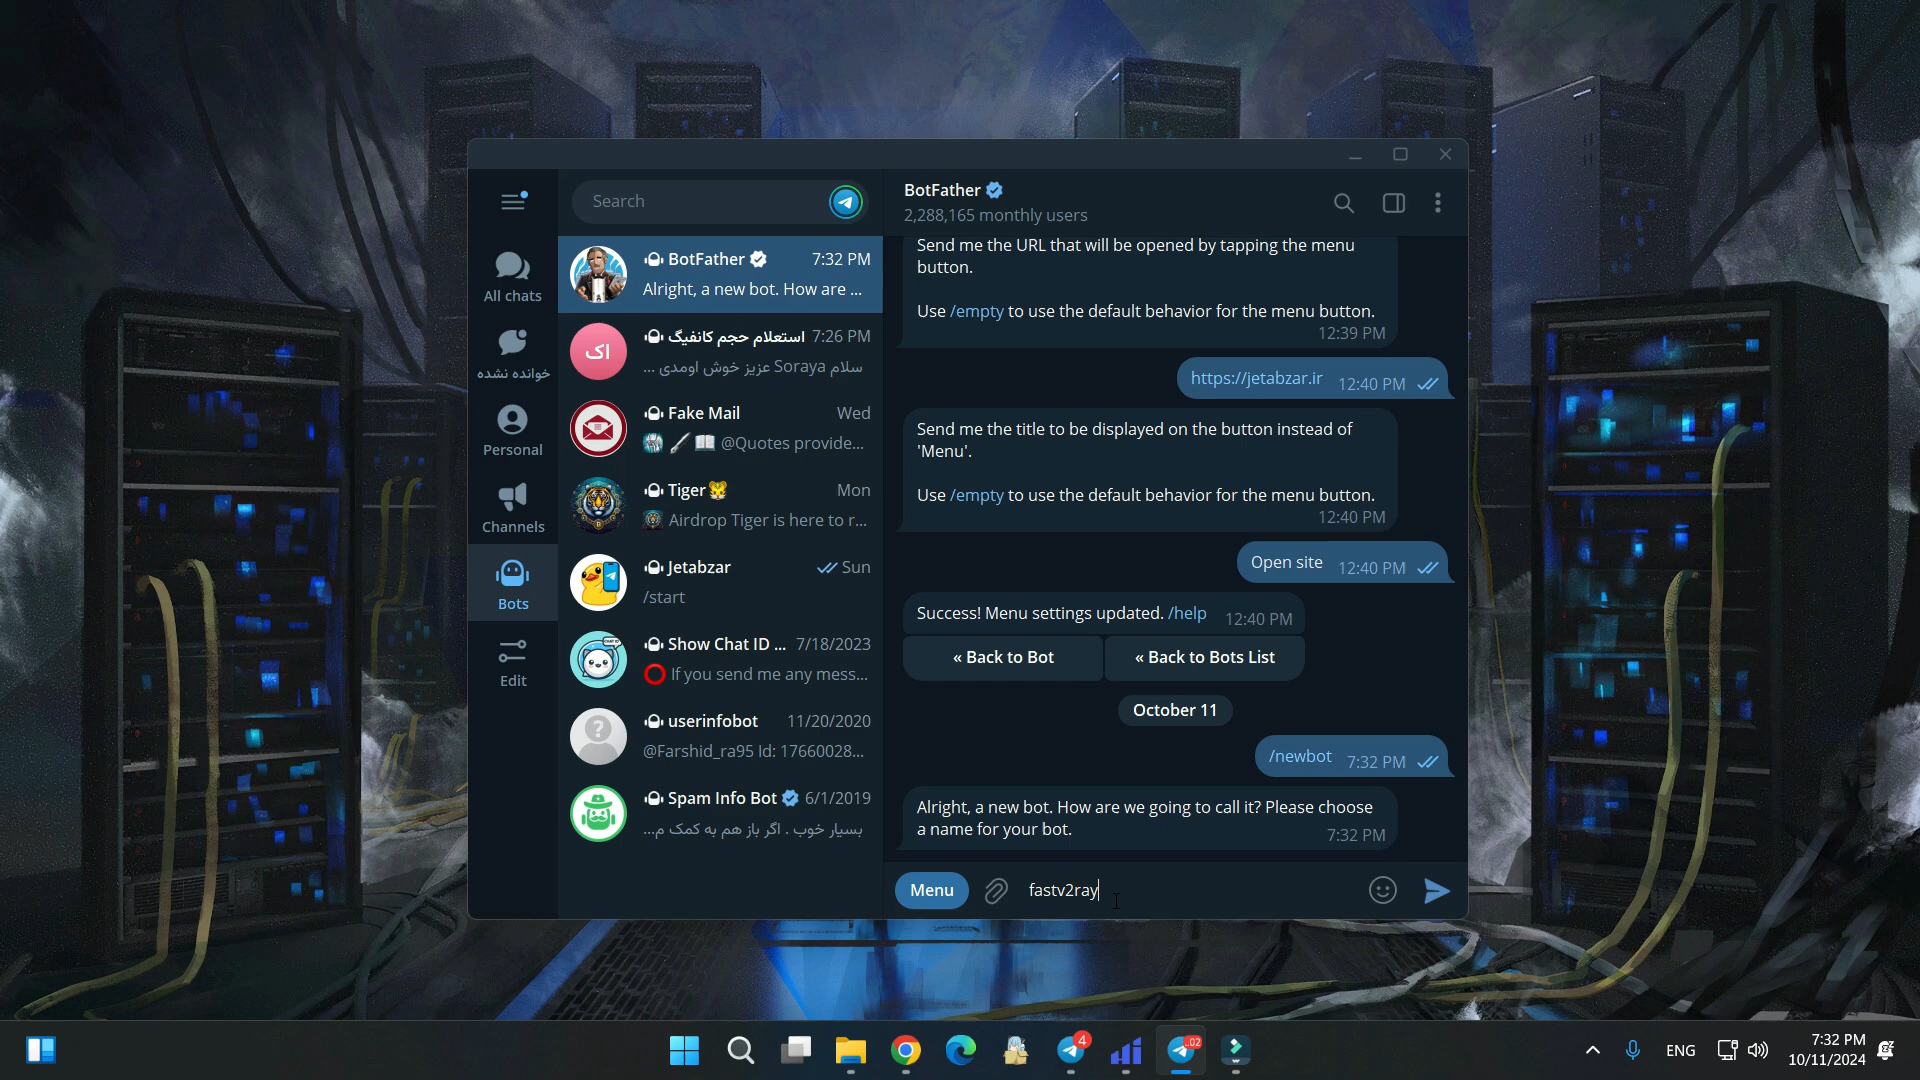 Search
All chats
خوانده نشده
Personal
Channels
Bots
Edit
BotFather 7:32 PM
Alright, a new bot. How are ...
اک
استعلام حجم کانفیگ 7:26 PM
سلام Soraya عزیز خوش اومدی ...
Fake Mail Wed
@Quotes provide...
Tiger Mon
Airdrop Tiger is here to r...
Jetabzar Sun
/start
Show Chat ID ... 7/18/2023
If you send me any mess...
userinfobot 11/20/2020
@Farshid_ra95 Id: 17660028...
Spam Info Bot 6/1/2019
بسیار خوب . اگر باز هم به کمک م...
BotFather
2,288,165 monthly users
Send me the URL that will be opened by tapping the menu
button.
Use /empty to use the default behavior for the menu button.
12:39 PM
https://jetabzar.ir 12:40 PM
Send me the title to be displayed on the button instead of
'Menu'.
Use /empty to use the default behavior for the menu button.
12:40 PM
Open site 12:40 PM
Success! Menu settings updated. /help 12:40 PM
« Back to Bot
« Back to Bots List
October 11
/newbot 7:32 PM
Alright, a new bot. How are we going to call it? Please choose
a name for your bot.
7:32 PM
Menu
fastv2ray
4
..02
ENG
7:32 PM
10/11/2024